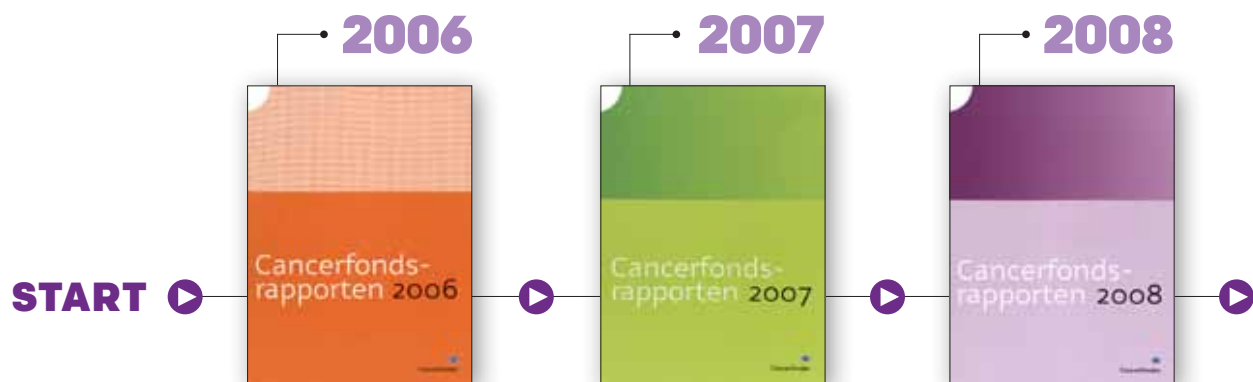 2006
2007
2008
START
Cancerfonds-
rapporten 2006
Cancerfonds-
rapporten 2007
Cancerfonds-
rapporten 2008